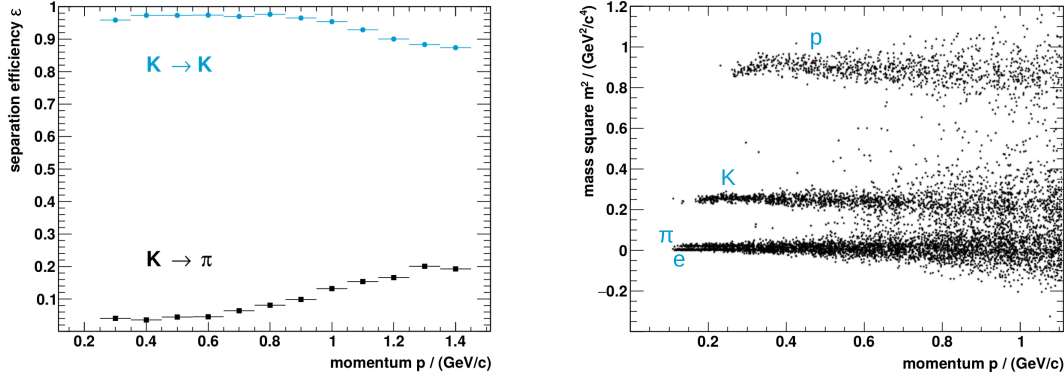 separation efficiency ε
1
0.9
0.8
0.7
0.6
0.5
0.4
0.3
0.2
0.1
K → K
K → π
0.2 0.4 0.6 0.8 1 1.2 1.4
momentum p / (GeV/c)
mass square m² / (GeV²/c⁴)
1.2
1
0.8
0.6
0.4
0.2
0
−0.2
p
K
π
e
0.2 0.4 0.6 0.8 1
momentum p / (GeV/c)